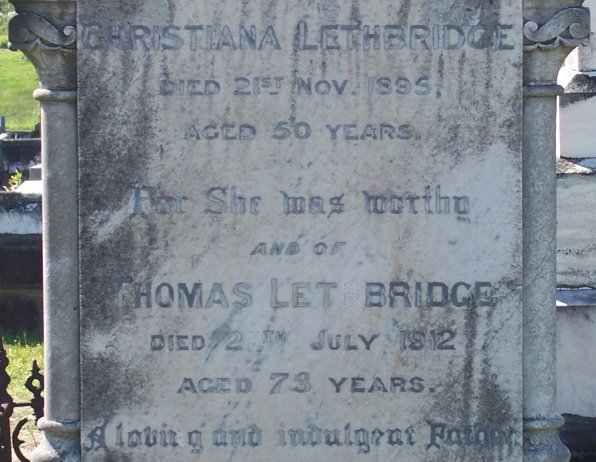 CHRISTIANA LETHBRIDGE
DIED 21ST NOV. 1895.
AGED 50 YEARS.
For She was worthy
AND OF
THOMAS LETHBRIDGE
DIED JULY 1912
AGED 73 YEARS.
A loving and indulgent Father.